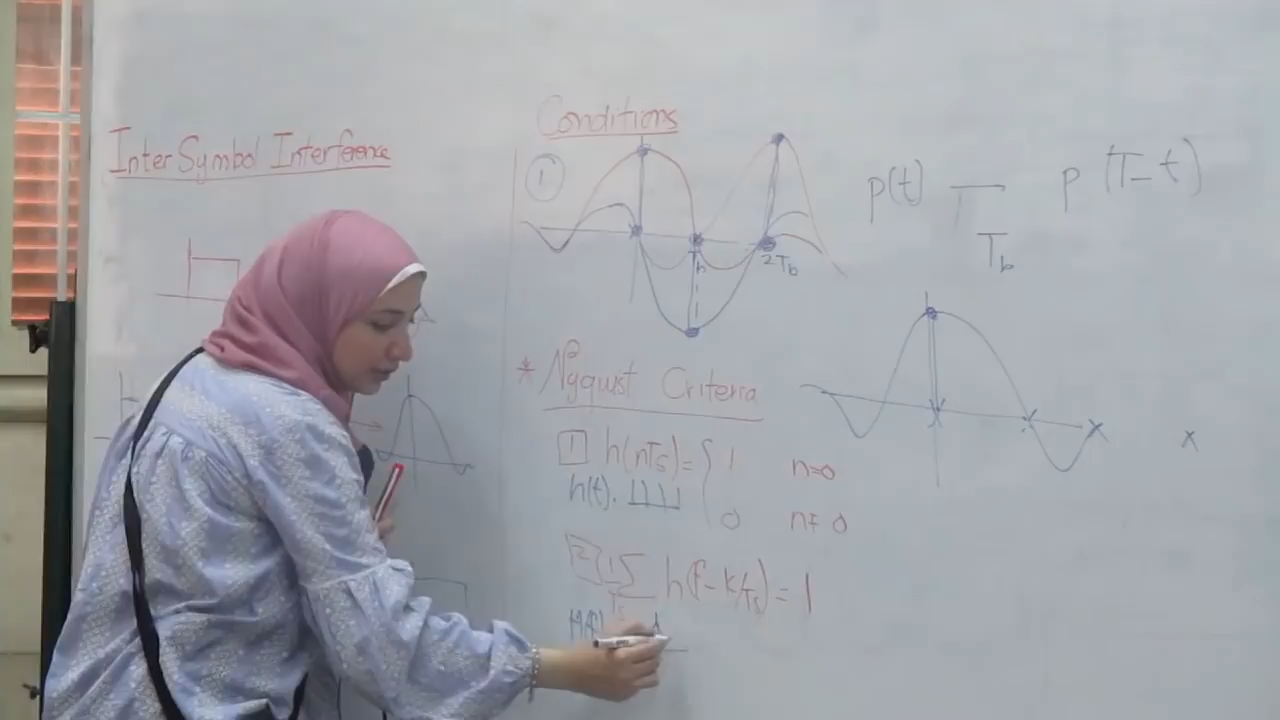 Inter Symbol Interference
Conditions
1
Tb
2Tb
p(t)
p(T-t)
Tb
* Nyquist Criteria
1 h(nTs)= { 1 n=0
0 n≠0
h(t).
2 1/Ts Σ h(f-k/Ts)=1
H(f)